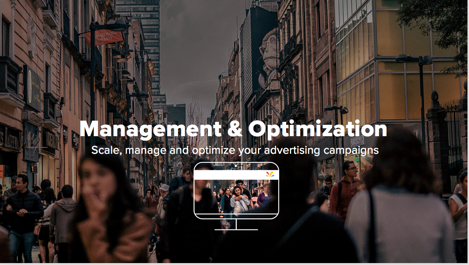 Management & Optimization
Scale, manage and optimize your advertising campaigns